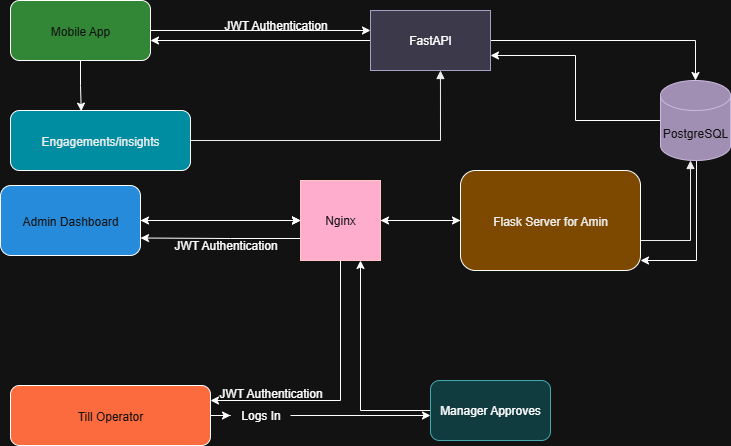 Mobile App
JWT Authentication
FastAPI
PostgreSQL
Engagements/insights
Admin Dashboard
JWT Authentication
Nginx
Flask Server for Amin
JWT Authentication
Till Operator
Logs In
Manager Approves